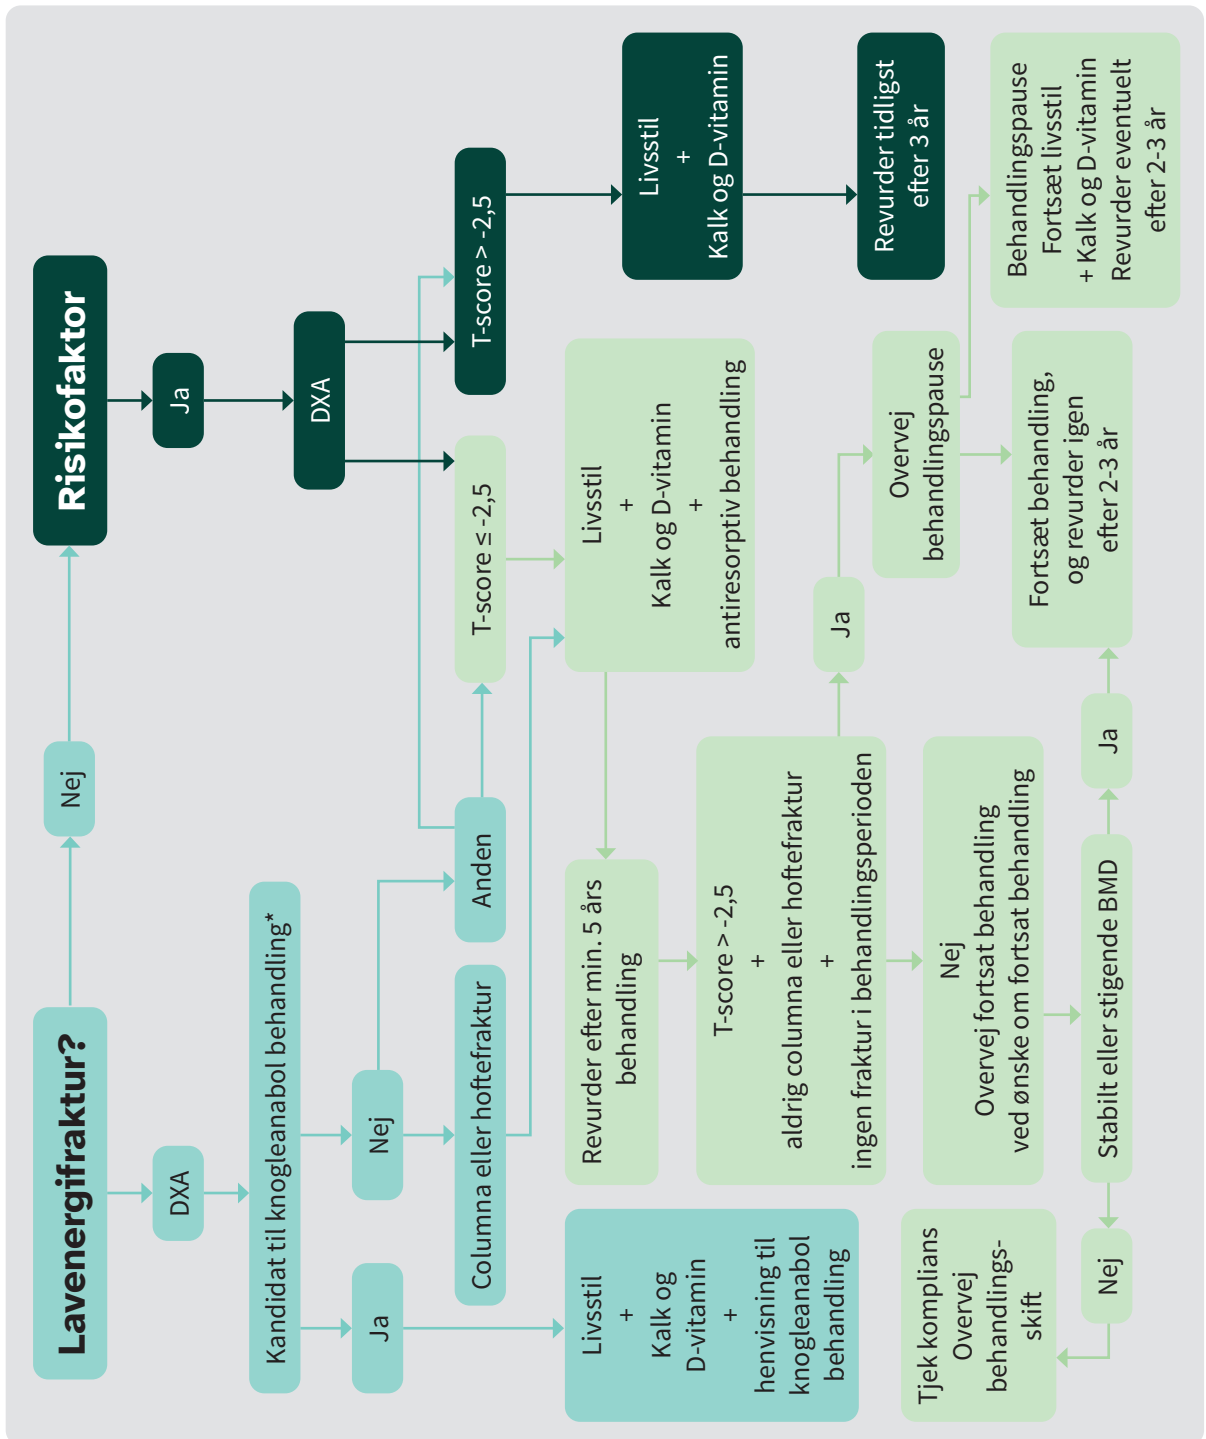 Lavenergifraktur?
Nej
Risikofaktor
DXA
Ja
Kandidat til knogleanabol behandling*
DXA
Ja
Nej
Columna eller hoftefraktur
Anden
T-score ≤ -2,5
T-score > -2,5
Livsstil
+
Kalk og
D-vitamin
+
henvisning til
knogleanabol
behandling
Revurder efter min. 5 års
behandling
Livsstil
+
Kalk og D-vitamin
+
antiresorptiv behandling
Livsstil
+
Kalk og D-vitamin
T-score > -2,5
+
aldrig columna eller hoftefraktur
+
ingen fraktur i behandlingsperioden
Ja
Overvej
behandlingspause
Revurder tidligst
efter 3 år
Tjek komplians
Overvej
behandlings-
skift
Nej
Overvej fortsat behandling
ved ønske om fortsat behandling
Fortsæt behandling,
og revurder igen
efter 2-3 år
Behandlingspause
Fortsæt livsstil
+ Kalk og D-vitamin
Revurder eventuelt
efter 2-3 år
Nej
Stabilt eller stigende BMD
Ja